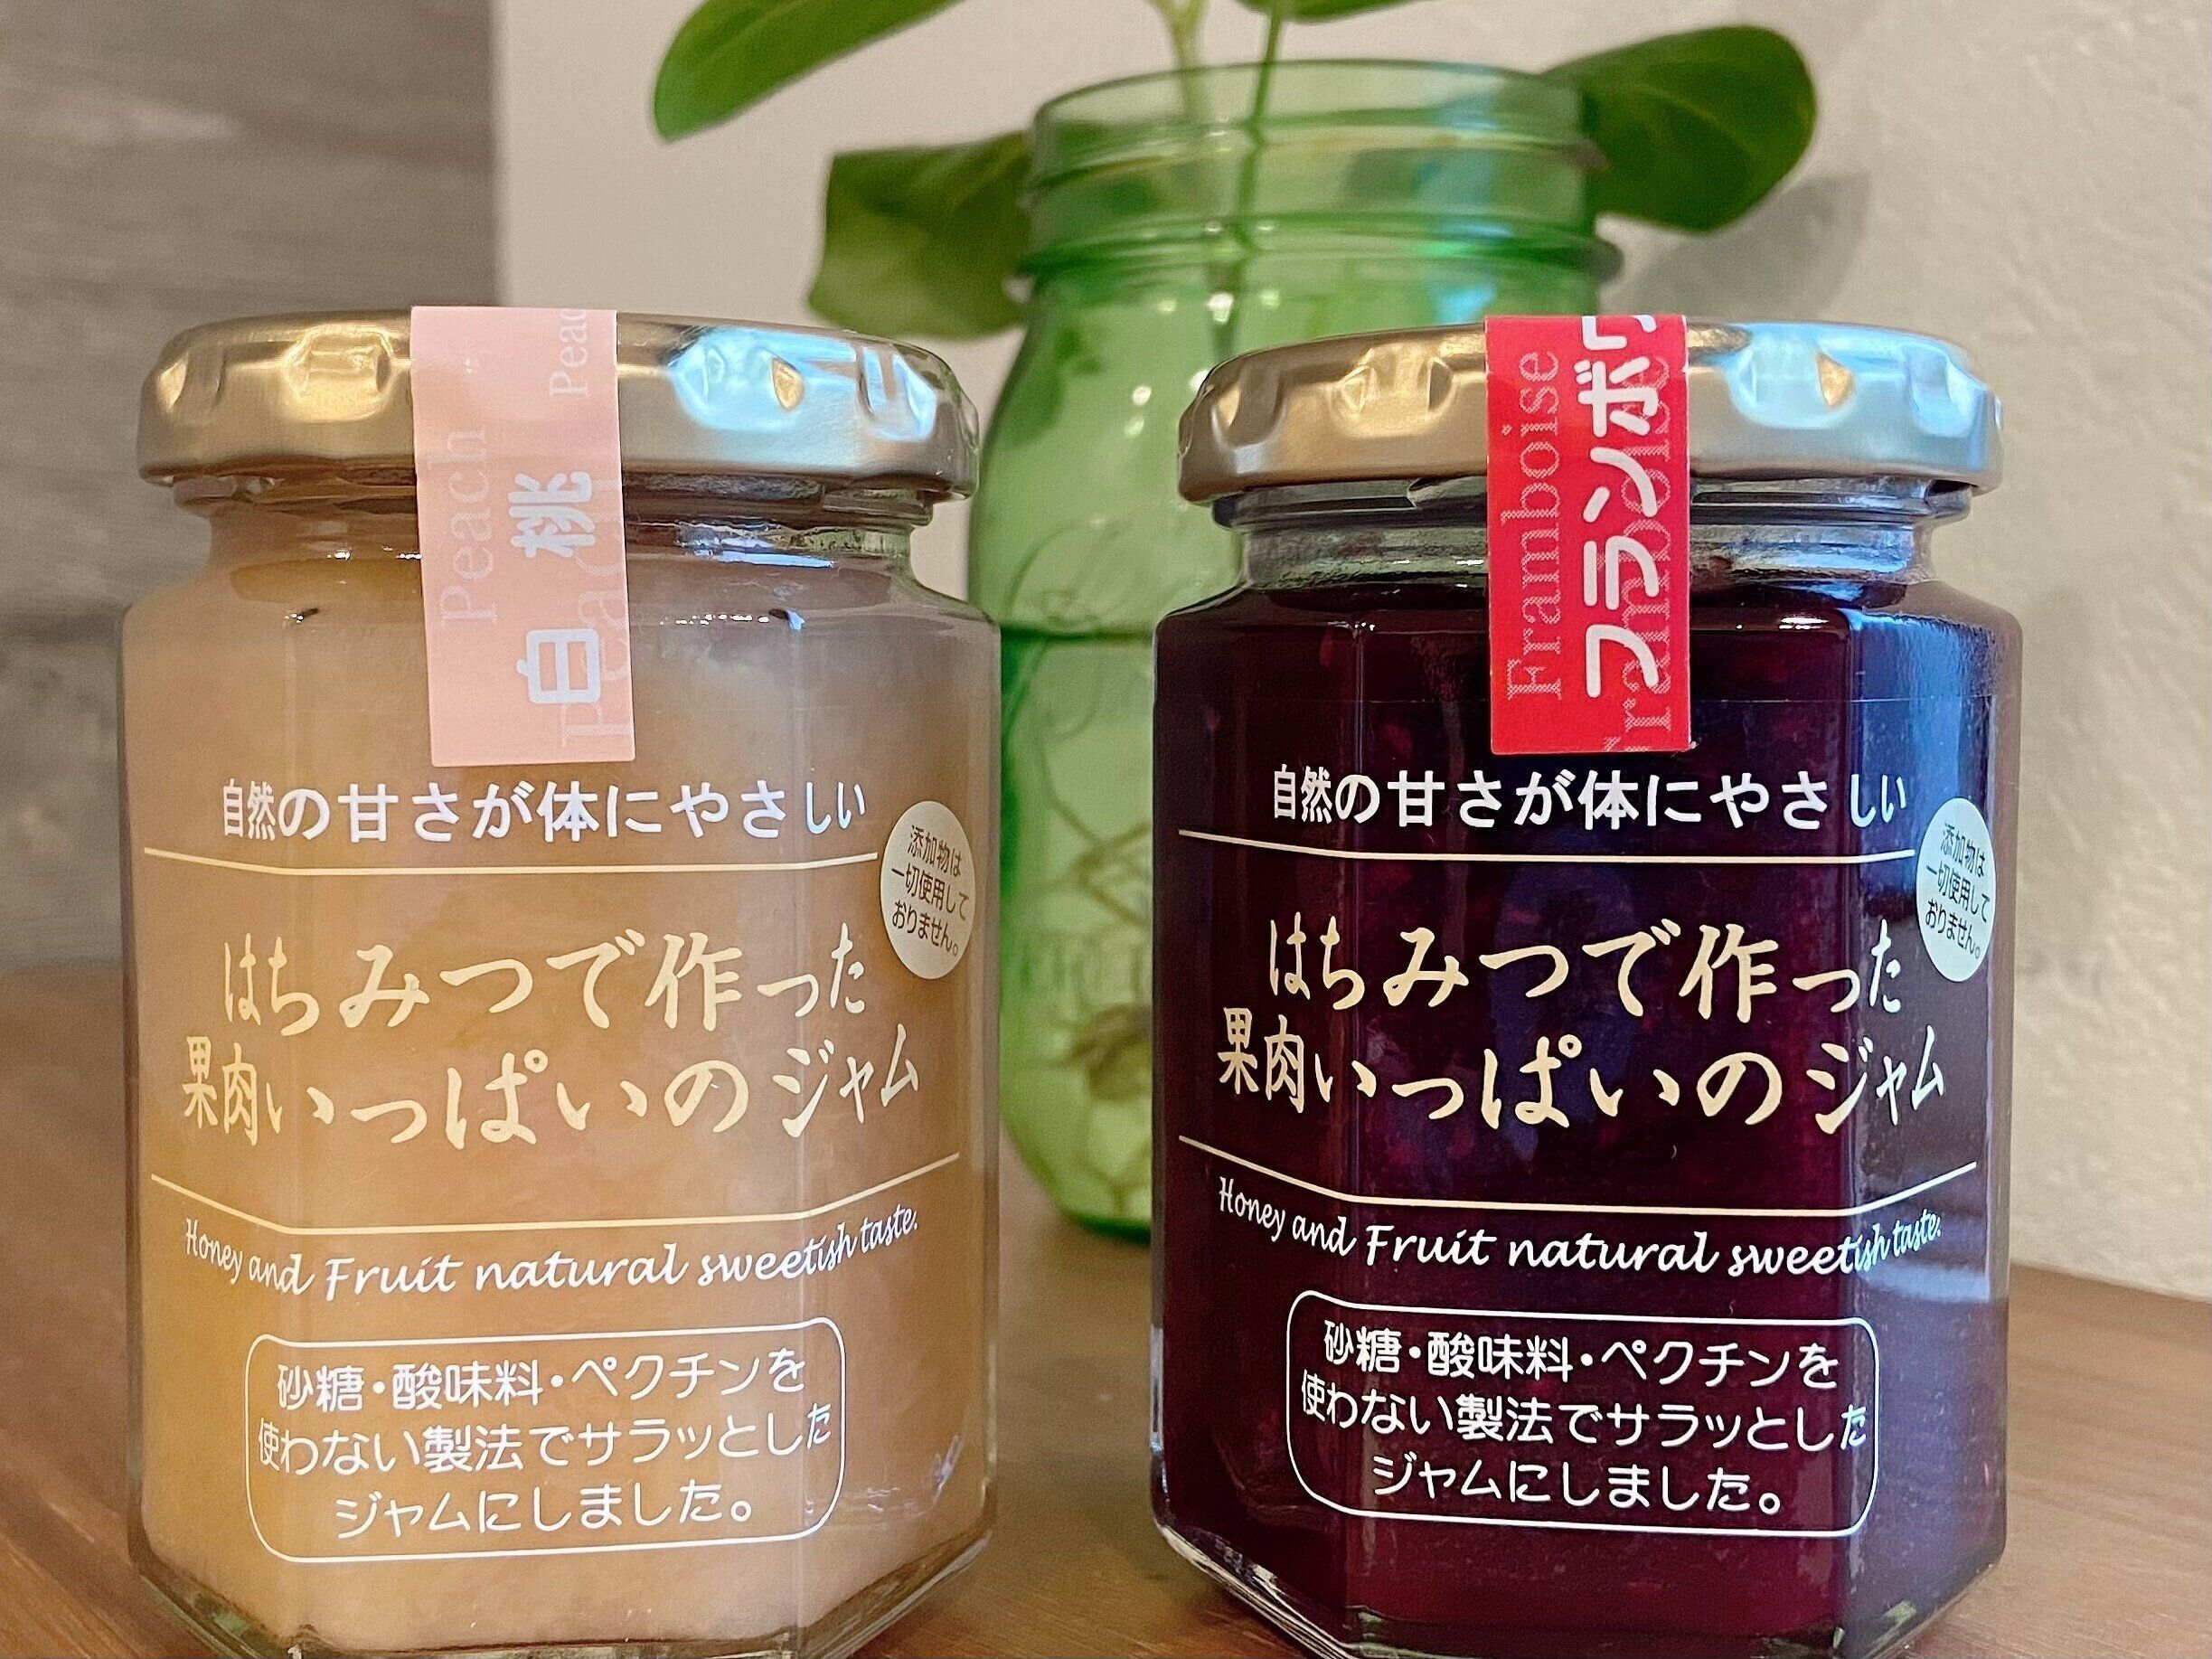 Peach
白桃
Peach
自然の甘さが体にやさしい
添加物は
一切使用して
おりません。
はちみつで作った
果肉いっぱいのジャム
Honey and Fruit natural sweetish taste.
砂糖・酸味料・ペクチンを
使わない製法でサラッとした
ジャムにしました。
Framboise
フランボワ
Framboise
自然の甘さが体にやさしい
添加物は
一切使用して
おりません。
はちみつで作った
果肉いっぱいのジャム
Honey and Fruit natural sweetish taste.
砂糖・酸味料・ペクチンを
使わない製法でサラッとした
ジャムにしました。